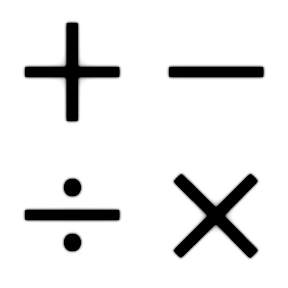 + −
÷ ×